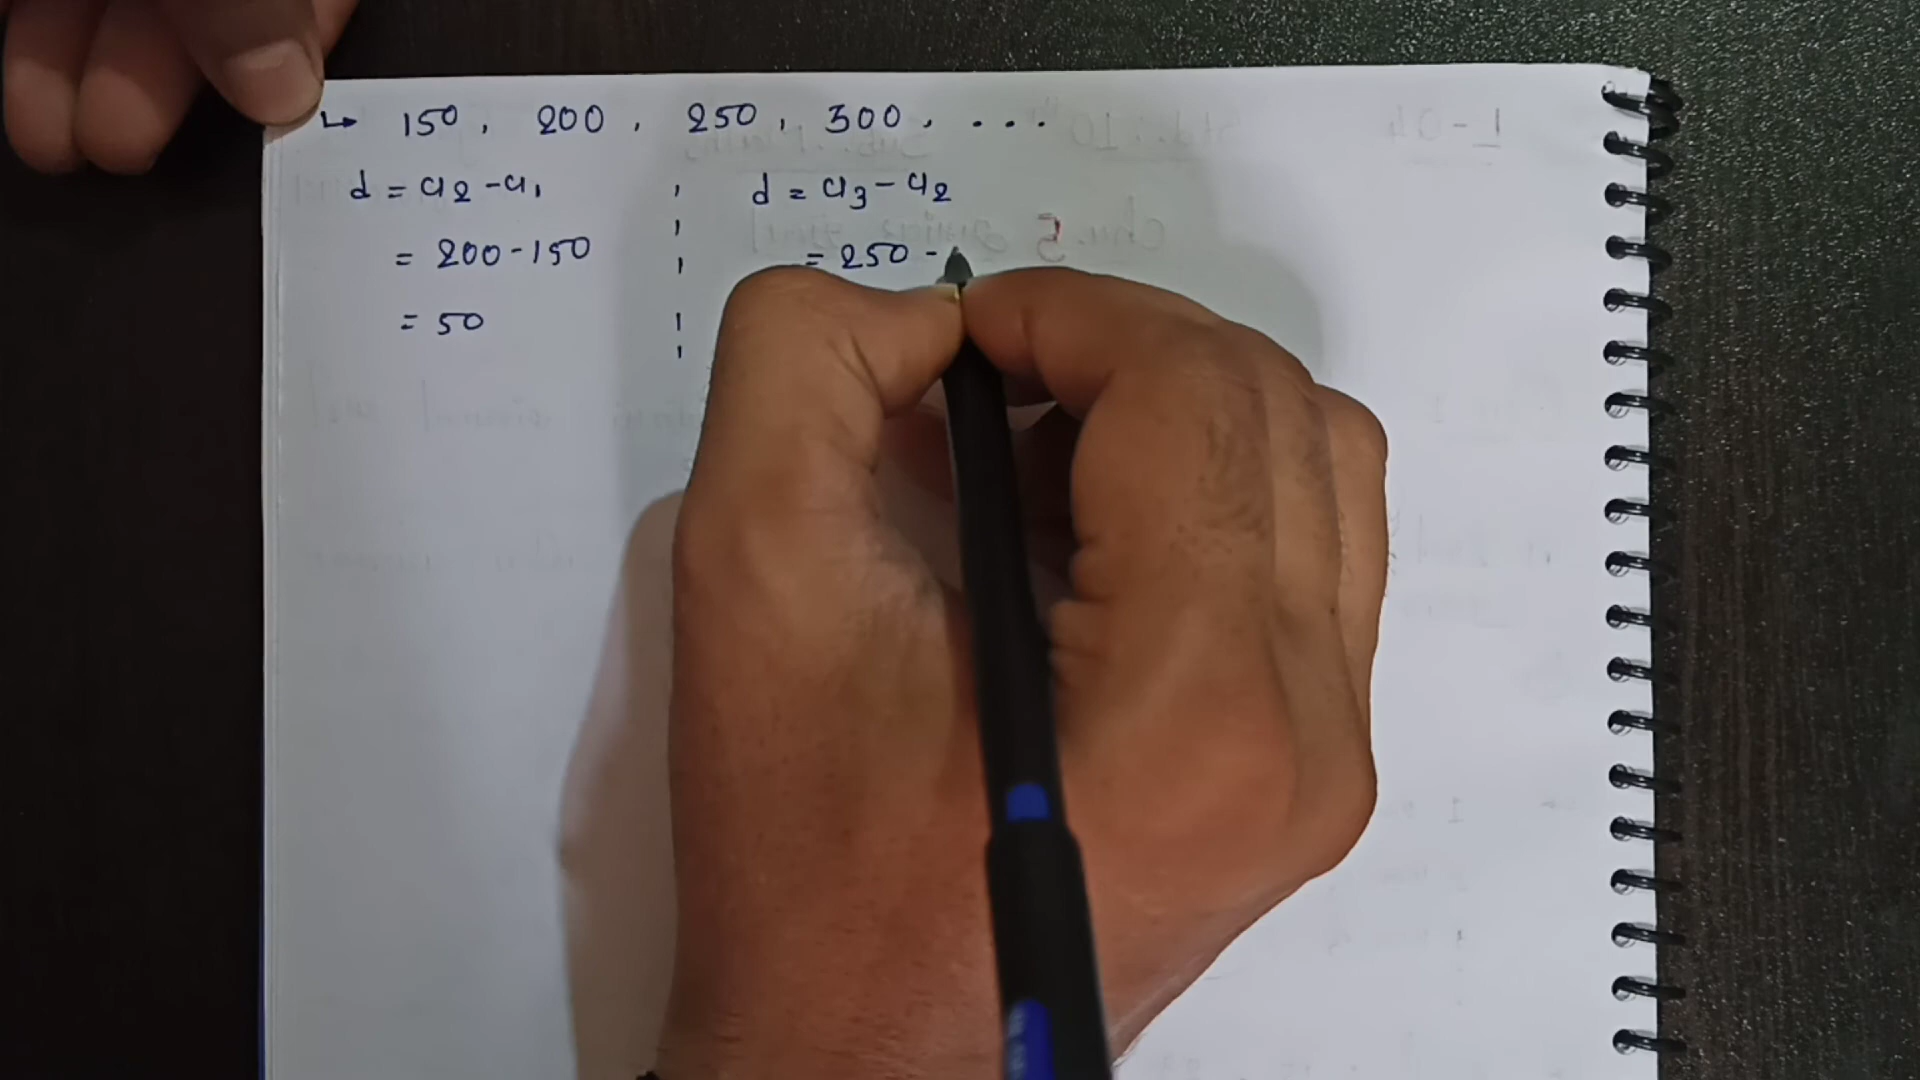 ↳ 150, 200, 250, 300, ...
d = a2 - a1
= 200 - 150
= 50
d = a3 - a2
= 250 -